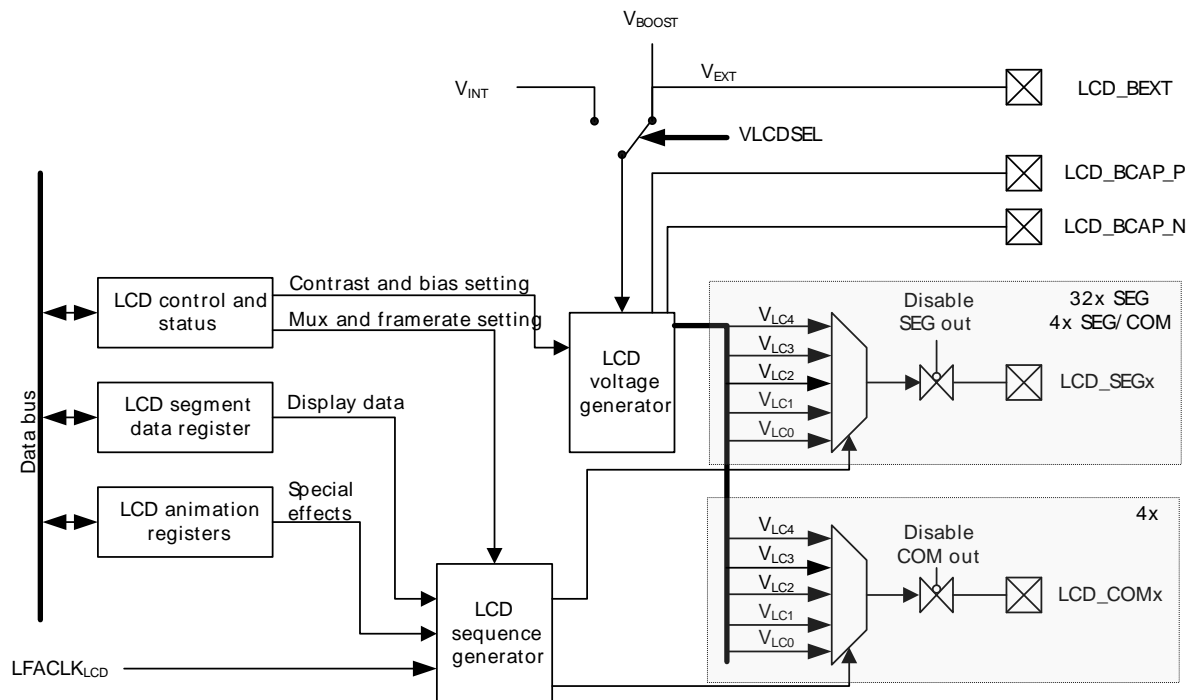 VBOOST
VINT
VEXT
LCD_BEXT
VLCDSEL
LCD_BCAP_P
LCD_BCAP_N
Data bus
LCD control and
status
Contrast and bias setting
Mux and framerate setting
LCD
voltage
generator
32x SEG
4x SEG/COM
Disable
SEG out
VLC4
VLC3
VLC2
VLC1
VLC0
LCD_SEGx
LCD segment
data register
Display data
LCD animation
registers
Special
effects
4x
Disable
COM out
VLC4
VLC3
VLC2
VLC1
VLC0
LCD_COMx
LCD
sequence
generator
LFACLKLCD